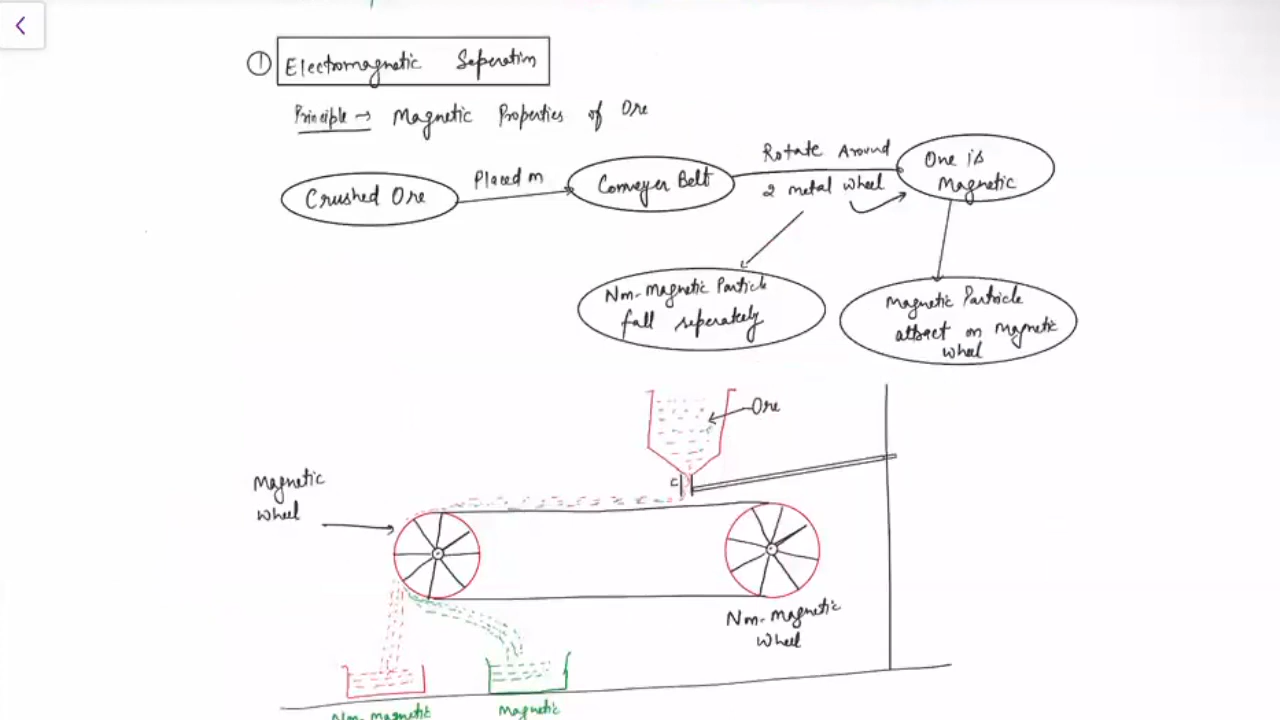 ① Electromagnetic Seperation
Principle → Magnetic Properties of Ore
Crushed Ore
Placed on
Conveyer Belt
Rotate Around
2 metal wheel
One is
Magnetic
Non-Magnetic Particle
fall seperately
Magnetic Particle
attract on Magnetic
wheel
Ore
Magnetic
wheel
Non-Magnetic
wheel
Non-Magnetic
Magnetic